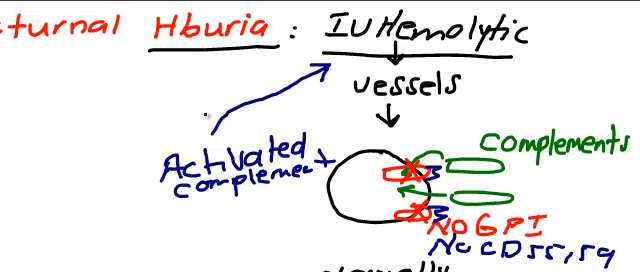 cturnal Hburia : IV Hemolytic
vessels
Activated
complement
complements
NO GPI
No CD55, 59